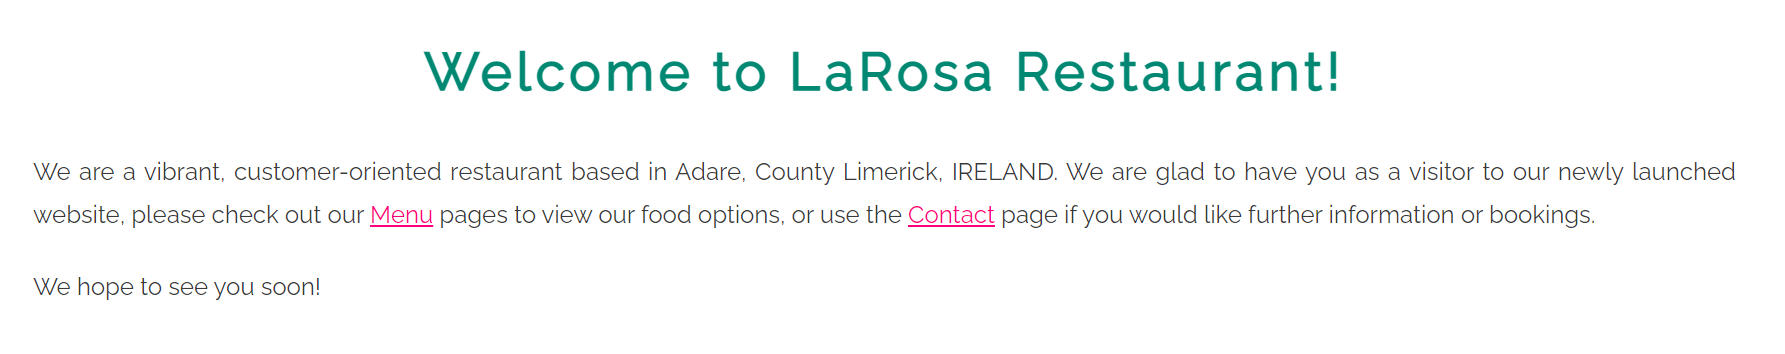 Welcome to LaRosa Restaurant!
We are a vibrant, customer-oriented restaurant based in Adare, County Limerick, IRELAND. We are glad to have you as a visitor to our newly launched
website, please check out our Menu pages to view our food options, or use the Contact page if you would like further information or bookings.
We hope to see you soon!